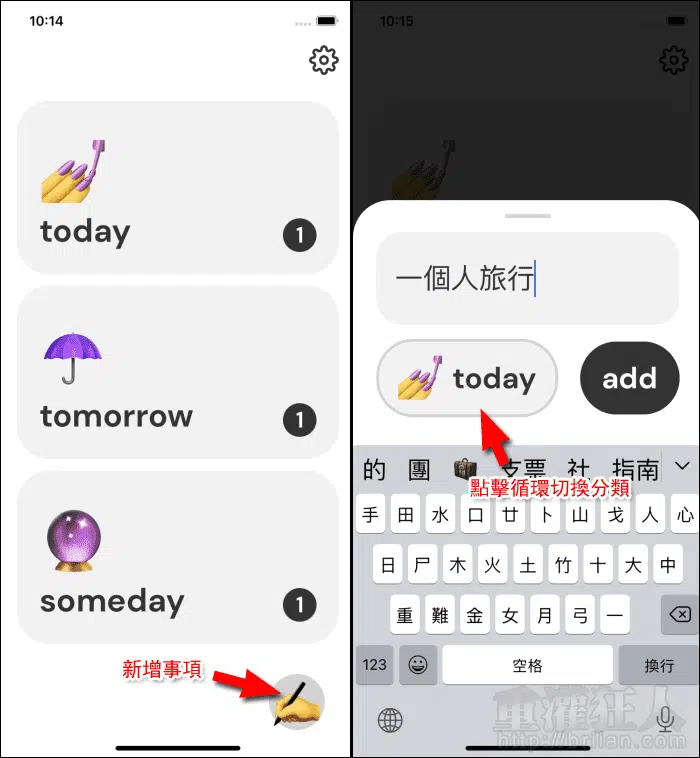 10:14
today
1
tomorrow
1
someday
1
新增事項
10:15
一個人旅行
today
add
的 團 支票 社 指南
點擊循環切換分類
手 田 水 口 廿 卜 山 戈 人 心
日 尸 木 火 土 竹 十 大 中
重 難 金 女 月 弓 一
123 空格 換行
重灌狂人
http://briian.com